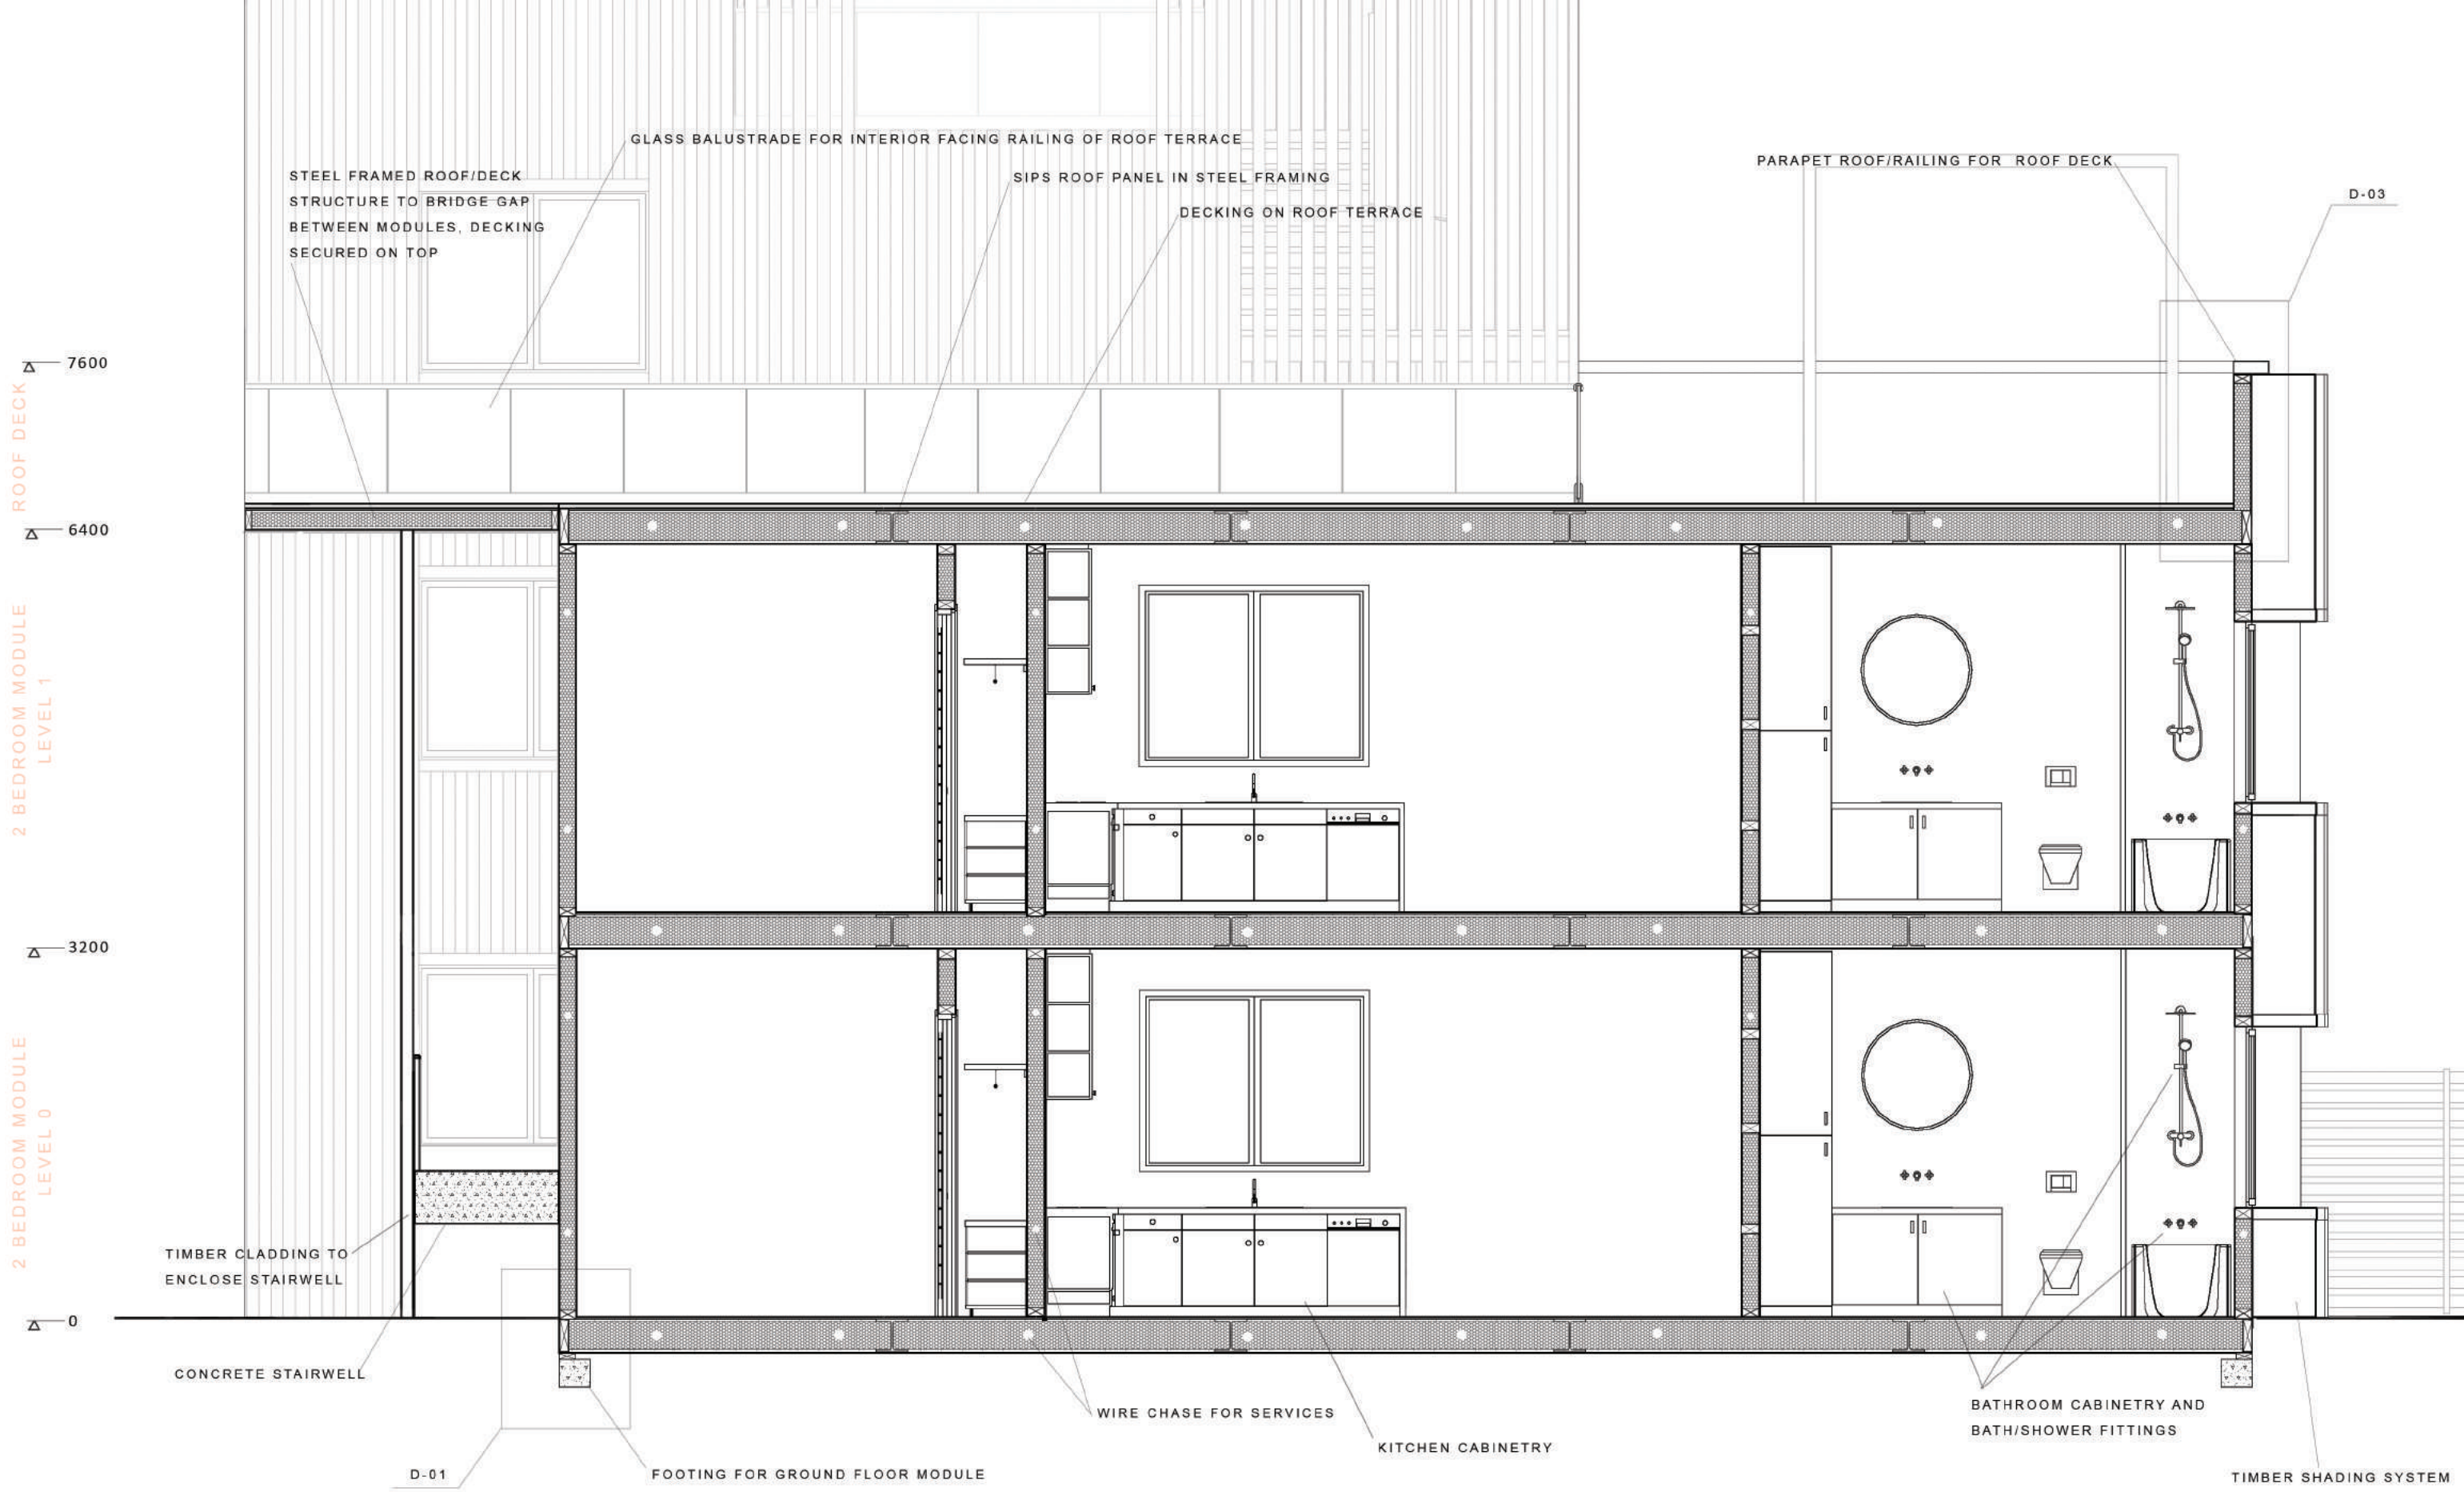 GLASS BALUSTRADE FOR INTERIOR FACING RAILING OF ROOF TERRACE
STEEL FRAMED ROOF/DECK
STRUCTURE TO BRIDGE GAP
BETWEEN MODULES, DECKING
SECURED ON TOP
SIPS ROOF PANEL IN STEEL FRAMING
DECKING ON ROOF TERRACE
PARAPET ROOF/RAILING FOR ROOF DECK
D-03
7600
ROOF DECK
6400
2 BEDROOM MODULE
LEVEL 1
3200
2 BEDROOM MODULE
LEVEL 0
0
TIMBER CLADDING TO
ENCLOSE STAIRWELL
CONCRETE STAIRWELL
D-01
FOOTING FOR GROUND FLOOR MODULE
WIRE CHASE FOR SERVICES
KITCHEN CABINETRY
BATHROOM CABINETRY AND
BATH/SHOWER FITTINGS
TIMBER SHADING SYSTEM